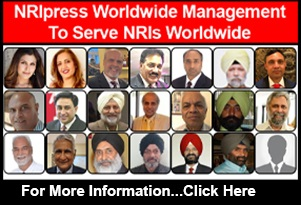 NRIpress Worldwide Management
To Serve NRIs Worldwide
For More Information...Click Here